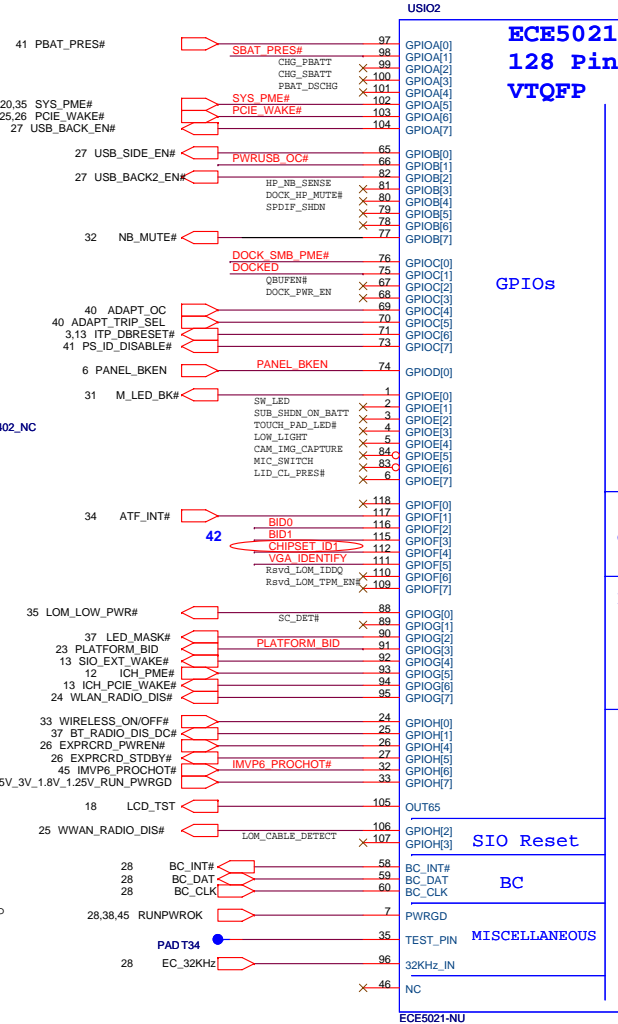 USIO2
ECE5021
128 Pin
VTQFP
41 PBAT_PRES# 97 GPIOA[0]
SBAT_PRES# 98 GPIOA[1]
CHG_PBATT 99 GPIOA[2]
CHG_SBATT 100 GPIOA[3]
PBAT_DSCHG 101 GPIOA[4]
20,35 SYS_PME# SYS_PME# 102 GPIOA[5]
25,26 PCIE_WAKE# PCIE_WAKE# 103 GPIOA[6]
27 USB_BACK_EN# 104 GPIOA[7]
27 USB_SIDE_EN# 65 GPIOB[0]
PWRUSB_OC# 66 GPIOB[1]
27 USB_BACK2_EN# 82 GPIOB[2]
HP_NB_SENSE 81 GPIOB[3]
DOCK_HP_MUTE# 80 GPIOB[4]
SPDIF_SHDN 79 GPIOB[5]
78 GPIOB[6]
32 NB_MUTE# 77 GPIOB[7]
DOCK_SMB_PME# 76 GPIOC[0]
DOCKED 75 GPIOC[1]
QBUFEN# 67 GPIOC[2]
DOCK_PWR_EN 68 GPIOC[3]
GPIOs
40 ADAPT_OC 69 GPIOC[4]
40 ADAPT_TRIP_SEL 70 GPIOC[5]
3,13 ITP_DBRESET# 71 GPIOC[6]
41 PS_ID_DISABLE# 73 GPIOC[7]
6 PANEL_BKEN PANEL_BKEN 74 GPIOD[0]
31 M_LED_BK# 1 GPIOE[0]
SW_LED 2 GPIOE[1]
SUB_SHDN_ON_BATT 3 GPIOE[2]
TOUCH_PAD_LED# 4 GPIOE[3]
402_NC
LOW_LIGHT 5 GPIOE[4]
CAM_IMG_CAPTURE 84 GPIOE[5]
MIC_SWITCH 83 GPIOE[6]
LID_CL_PRES# 6 GPIOE[7]
118 GPIOF[0]
34 ATF_INT# 117 GPIOF[1]
BID0 116 GPIOF[2]
42 BID1 115 GPIOF[3]
CHIPSET_ID1 112 GPIOF[4]
VGA_IDENTIFY 111 GPIOF[5]
Rsvd_LOM_IDDQ 110 GPIOF[6]
Rsvd_LOM_TPM_EN# 109 GPIOF[7]
35 LOM_LOW_PWR# 88 GPIOG[0]
SC_DET# 89 GPIOG[1]
37 LED_MASK# 90 GPIOG[2]
23 PLATFORM_BID PLATFORM_BID 91 GPIOG[3]
13 SIO_EXT_WAKE# 92 GPIOG[4]
12 ICH_PME# 93 GPIOG[5]
13 ICH_PCIE_WAKE# 94 GPIOG[6]
24 WLAN_RADIO_DIS# 95 GPIOG[7]
33 WIRELESS_ON/OFF# 24 GPIOH[0]
37 BT_RADIO_DIS_DC# 25 GPIOH[1]
26 EXPRCRD_PWREN# 26 GPIOH[4]
26 EXPRCRD_STDBY# 27 GPIOH[5]
45 IMVP6_PROCHOT# IMVP6_PROCHOT# 32 GPIOH[6]
5V_3V_1.8V_1.25V_RUN_PWRGD 33 GPIOH[7]
18 LCD_TST 105 OUT65
25 WWAN_RADIO_DIS# 106 GPIOH[2]
LOM_CABLE_DETECT 107 GPIOH[3]
SIO Reset
28 BC_INT# 58 BC_INT#
28 BC_DAT 59 BC_DAT
28 BC_CLK 60 BC_CLK
BC
28,38,45 RUNPWROK 7 PWRGD
PAD T34 35 TEST_PIN MISCELLANEOUS
28 EC_32KHz 96 32KHz_IN
46 NC
ECE5021-NU